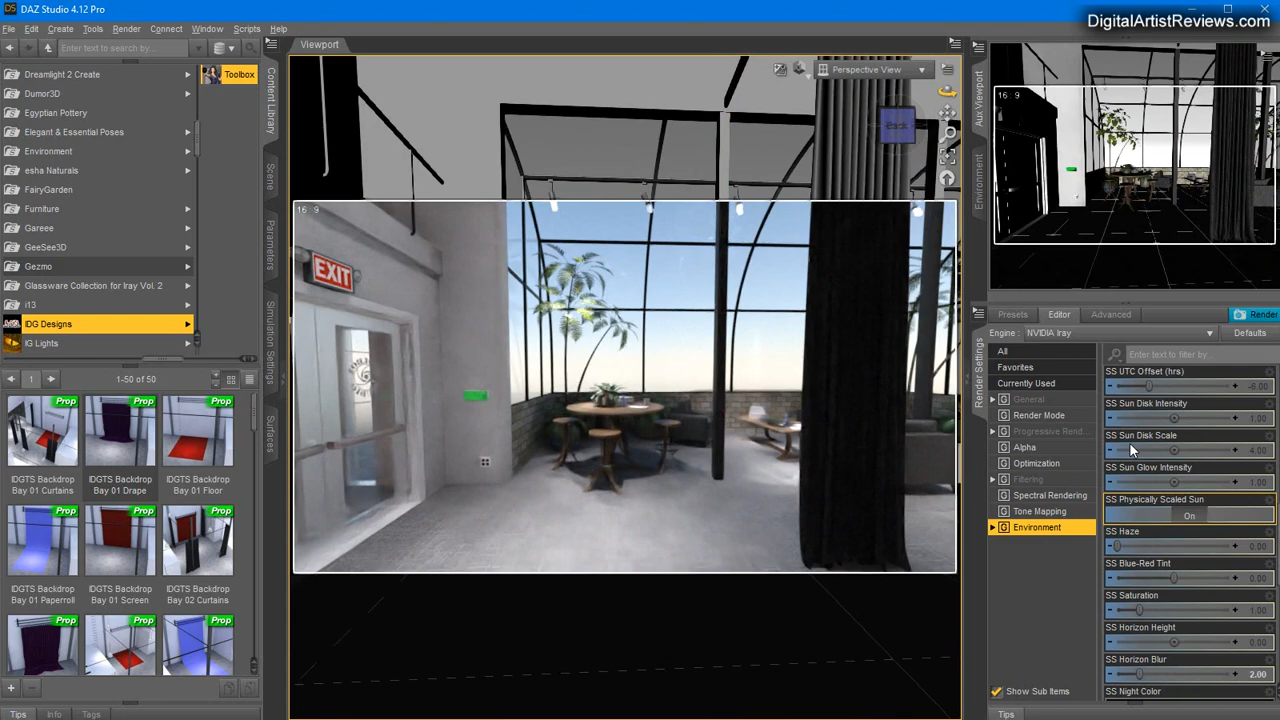 DAZ Studio 4.12 Pro
DigitalArtistReviews.com
File Edit Create Tools Render Connect Window Scripts Help
Enter text to search by...
Toolbox
Dreamlight 2 Create
Dumor3D
Egyptian Pottery
Elegant & Essential Poses
Environment
esha Naturals
FairyGarden
Furniture
Gareee
GeeSee3D
Gezmo
Glassware Collection for Iray Vol. 2
i13
IDG Designs
IG Lights
1
1-50 of 50
Prop
Prop
Prop
IDGTS Backdrop Bay 01 Curtains
IDGTS Backdrop Bay 01 Drape
IDGTS Backdrop Bay 01 Floor
Prop
Prop
Prop
IDGTS Backdrop Bay 01 Paperroll
IDGTS Backdrop Bay 01 Screen
IDGTS Backdrop Bay 02 Curtains
Prop
Prop
Prop
Tips Info Tags
Content Library
Scene
Parameters
Simulation Settings
Surfaces
Viewport
Perspective View
Back
16 : 9
EXIT
Aux Viewport
Environment
16 : 9
Render Settings
Presets Editor Advanced
Render
Engine : NVIDIA Iray
Defaults
All
Favorites
Currently Used
General
Render Mode
Progressive Rend...
Alpha
Optimization
Filtering
Spectral Rendering
Tone Mapping
Environment
Show Sub Items
Enter text to filter by...
SS UTC Offset (hrs)
-6.00
SS Sun Disk Intensity
1.00
SS Sun Disk Scale
4.00
SS Sun Glow Intensity
1.00
SS Physically Scaled Sun
On
SS Haze
0.00
SS Blue-Red Tint
0.00
SS Saturation
1.00
SS Horizon Height
0.00
SS Horizon Blur
2.00
SS Night Color
Tips